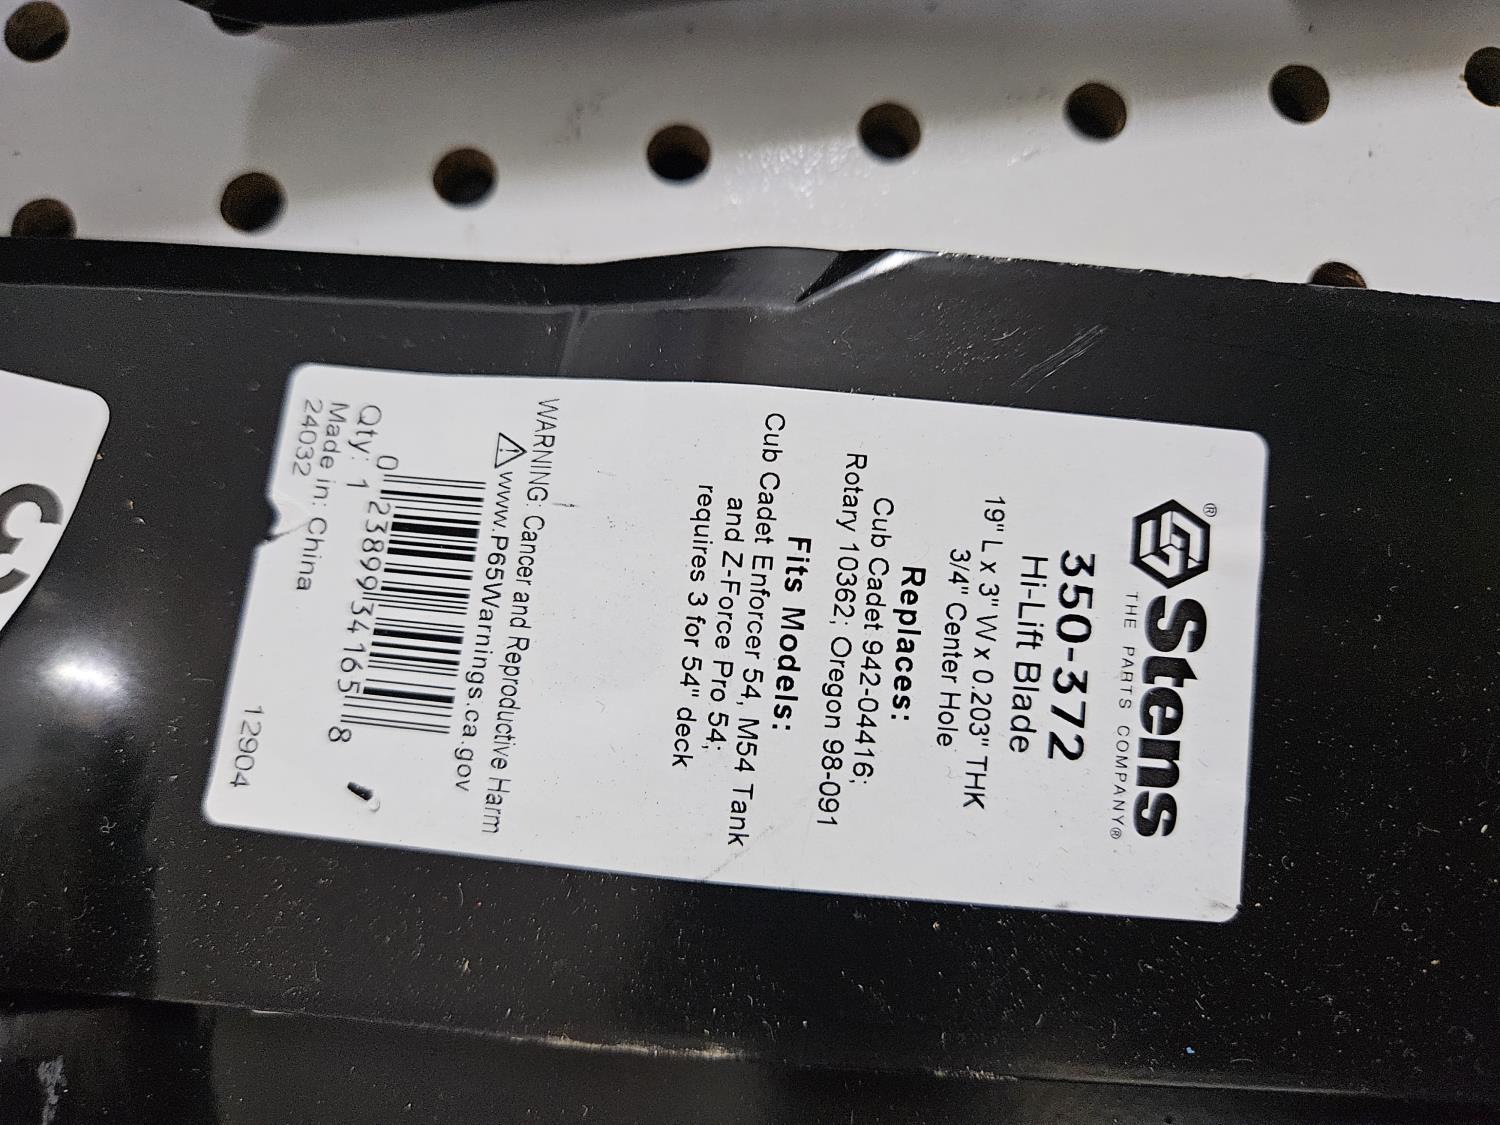 ®
Stens
THE PARTS COMPANY®
350-372
Hi-Lift Blade
19" L x 3" W x 0.203" THK
3/4" Center Hole
Replaces:
Cub Cadet 942-04416;
Rotary 10362; Oregon 98-091
Fits Models:
Cub Cadet Enforcer 54, M54 Tank
and Z-Force Pro 54;
requires 3 for 54" deck
WARNING: Cancer and Reproductive Harm
www.P65Warnings.ca.gov
0 23899 34165 8
Qty: 1
Made in: China
24032
12904